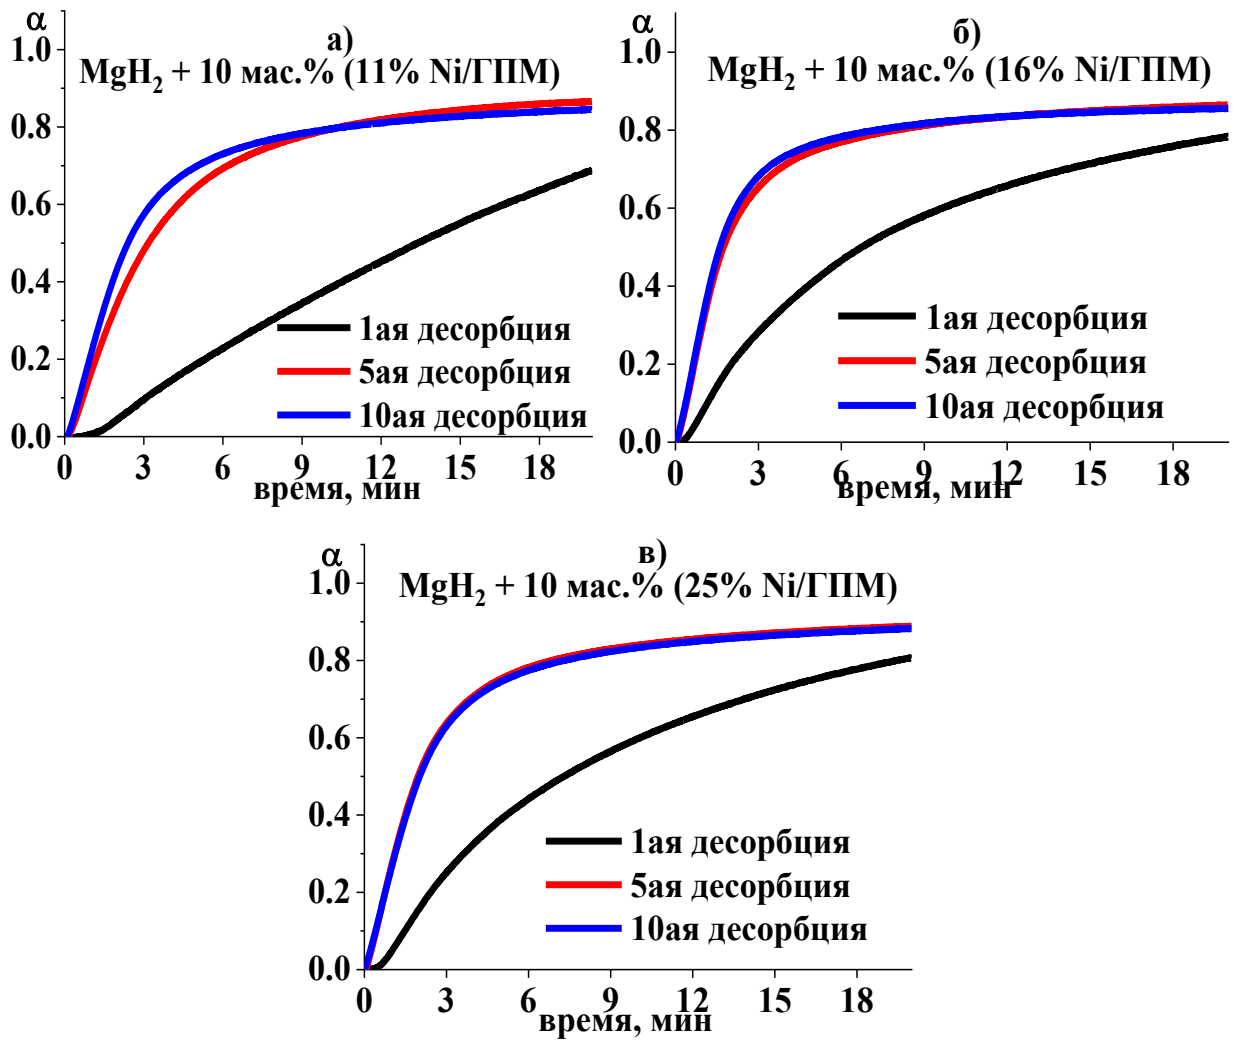 α
а)
MgH₂ + 10 мас.% (11% Ni/ГПМ)
1.0
0.8
0.6
0.4
0.2
0.0
1ая десорбция
5ая десорбция
10ая десорбция
0 3 6 9 12 15 18
время, мин
α
б)
MgH₂ + 10 мас.% (16% Ni/ГПМ)
1.0
0.8
0.6
0.4
0.2
0.0
1ая десорбция
5ая десорбция
10ая десорбция
0 3 6 9 12 15 18
время, мин
α
в)
MgH₂ + 10 мас.% (25% Ni/ГПМ)
1.0
0.8
0.6
0.4
0.2
0.0
1ая десорбция
5ая десорбция
10ая десорбция
0 3 6 9 12 15 18
время, мин